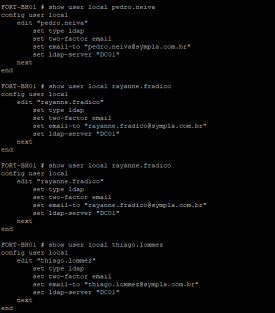 FORT-BH01 # show user local pedro.neiva
config user local
edit "pedro.neiva"
set type ldap
set two-factor email
set email-to "pedro.neiva@sympla.com.br"
set ldap-server "DC01"
next
end
FORT-BH01 # show user local rayanne.fradico
config user local
edit "rayanne.fradico"
set type ldap
set two-factor email
set email-to "rayanne.fradico@sympla.com.br"
set ldap-server "DC01"
next
end
FORT-BH01 # show user local rayanne.fradico
config user local
edit "rayanne.fradico"
set type ldap
set two-factor email
set email-to "rayanne.fradico@sympla.com.br"
set ldap-server "DC01"
next
end
FORT-BH01 # show user local thiago.lommez
config user local
edit "thiago.lommez"
set type ldap
set two-factor email
set email-to "thiago.lommez@sympla.com.br"
set ldap-server "DC01"
next
end